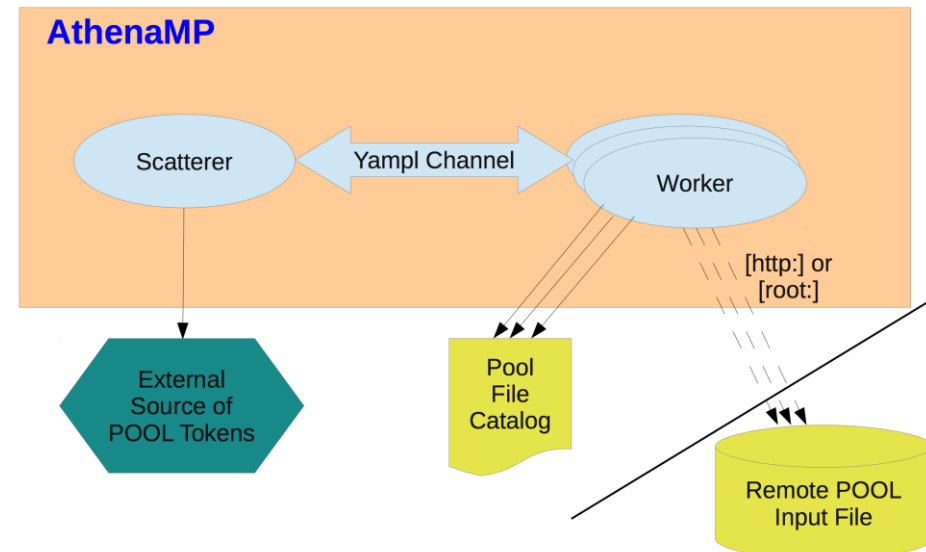 AthenaMP
Scatterer
Yampl Channel
Worker
[http:] or
[root:]
External
Source of
POOL Tokens
Pool
File
Catalog
Remote POOL
Input File